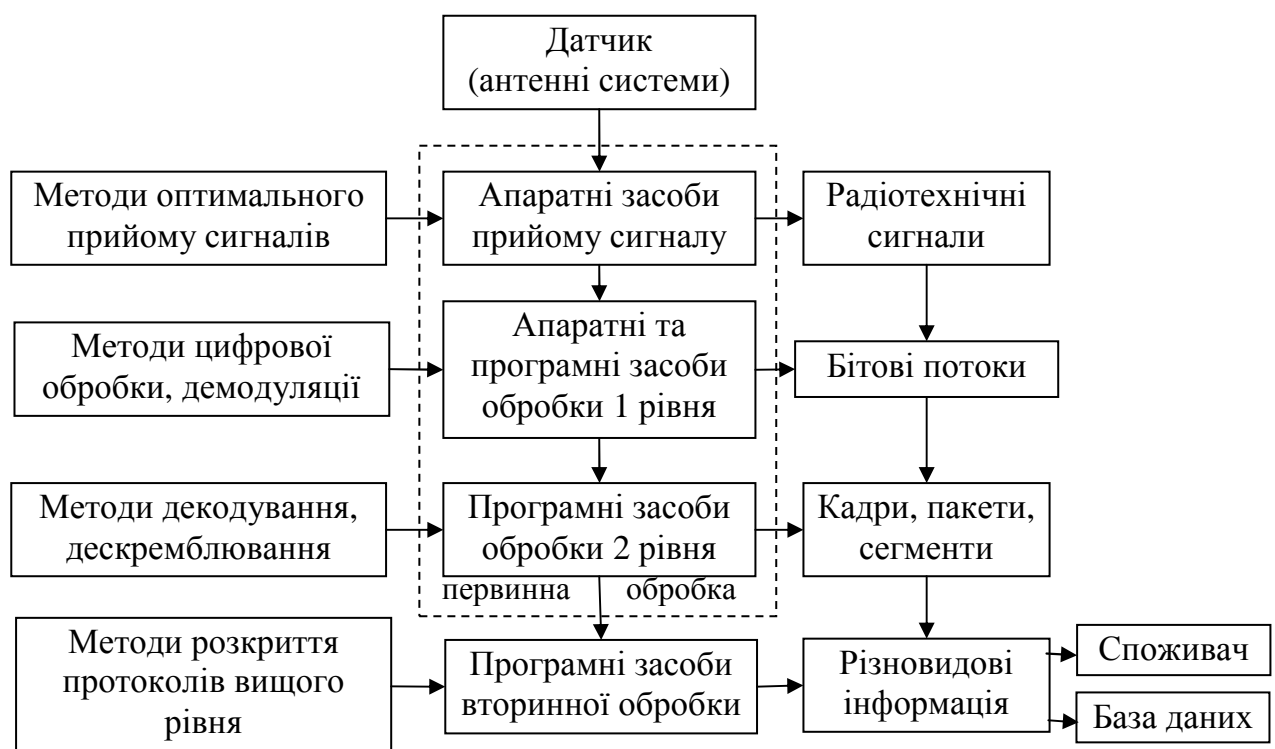 Датчик
(антенні системи)
Методи оптимального
прийому сигналів
Апаратні засоби
прийому сигналу
Радіотехнічні
сигнали
Методи цифрової
обробки, демодуляції
Апаратні та
програмні засоби
обробки 1 рівня
Бітові потоки
Методи декодування,
дескремблювання
Програмні засоби
обробки 2 рівня
Кадри, пакети,
сегменти
первинна обробка
Методи розкриття
протоколів вищого
рівня
Програмні засоби
вторинної обробки
Різновидові
інформація
Споживач
База даних